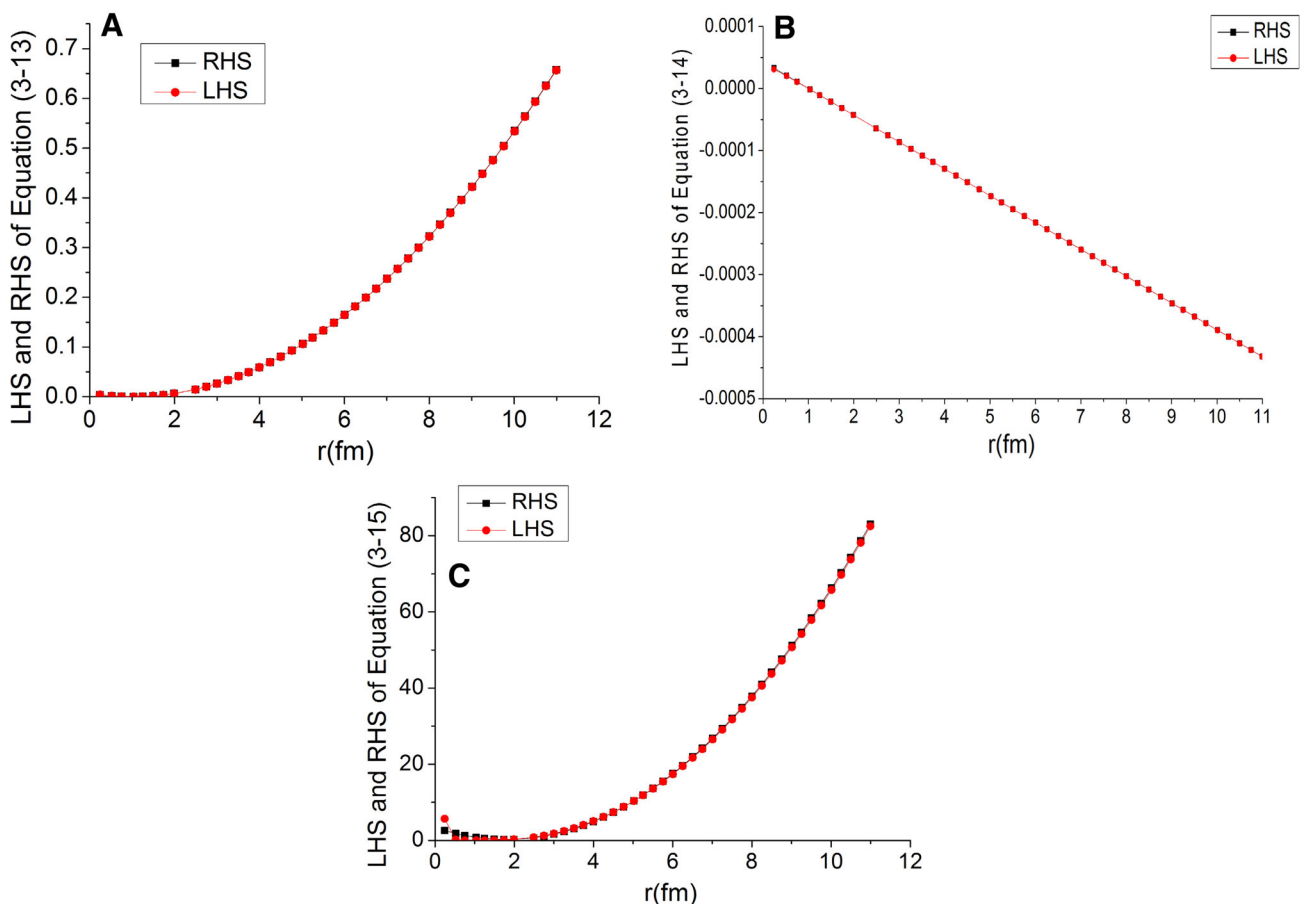 A
RHS
LHS
LHS and RHS of Equation (3-13)
0.7
0.6
0.5
0.4
0.3
0.2
0.1
0.0
0 2 4 6 8 10 12
r(fm)
B
RHS
LHS
LHS and RHS of Equation (3-14)
0.0001
0.0000
-0.0001
-0.0001
-0.0002
-0.0003
-0.0004
-0.0005
0 1 2 3 4 5 6 7 8 9 10 11
r(fm)
RHS
LHS
C
LHS and RHS of Equation (3-15)
80
60
40
20
0
0 2 4 6 8 10 12
r(fm)